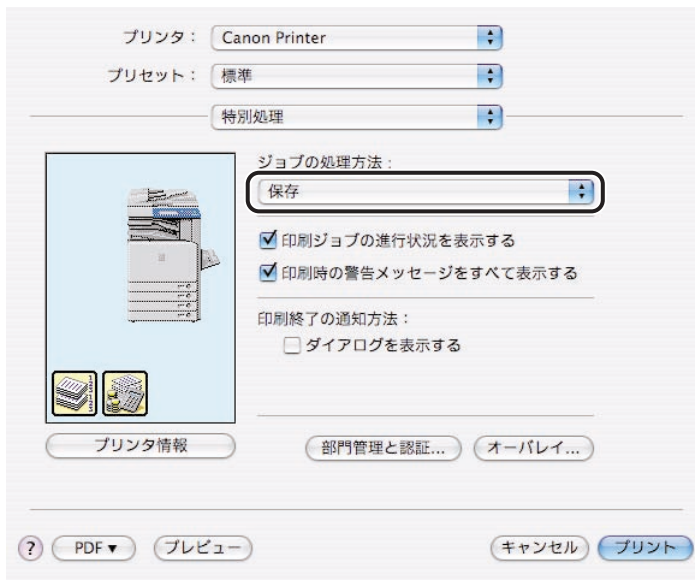 プリンタ： Canon Printer
プリセット： 標準
特別処理
ジョブの処理方法：
保存
印刷ジョブの進行状況を表示する
印刷時の警告メッセージをすべて表示する
印刷終了の通知方法：
ダイアログを表示する
プリンタ情報
部門管理と認証... オーバレイ...
? PDF▼ プレビュー キャンセル プリント